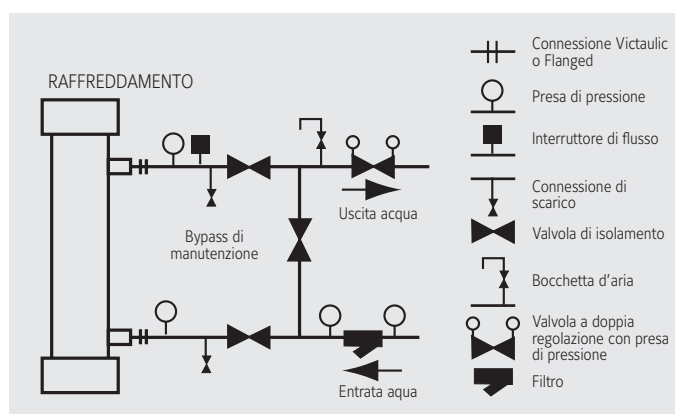 RAFFREDDAMENTO
Bypass di
manutenzione
Uscita acqua
Entrata aqua
Connessione Victaulic
o Flanged
Presa di pressione
Interruttore di flusso
Connessione di
scarico
Valvola di isolamento
Bocchetta d'aria
Valvola a doppia
regolazione con presa
di pressione
Filtro